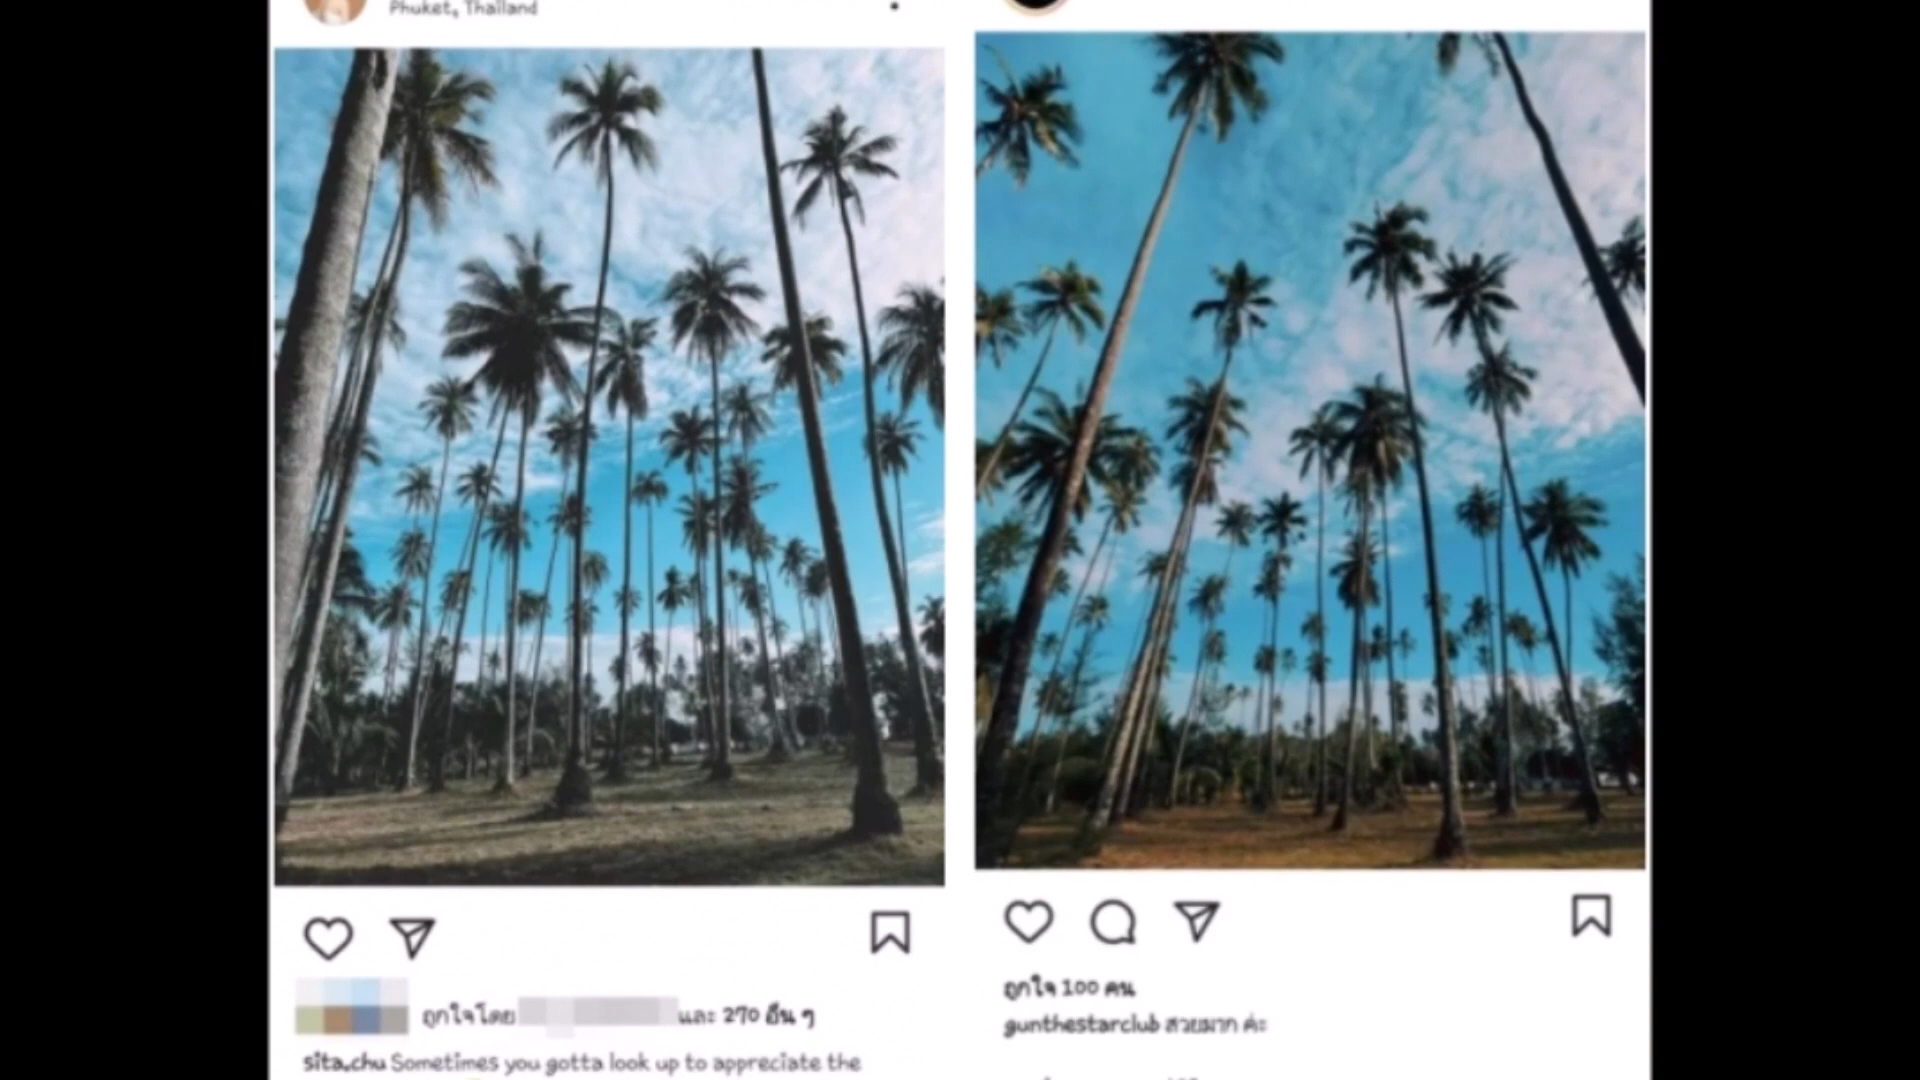 Phuket, Thailand
ถูกใจโดย และ 270 อื่น ๆ
sita.chu Sometimes you gotta look up to appreciate the
ถูกใจ 100 คน
gunthestarclub สวยมาก ค่ะ